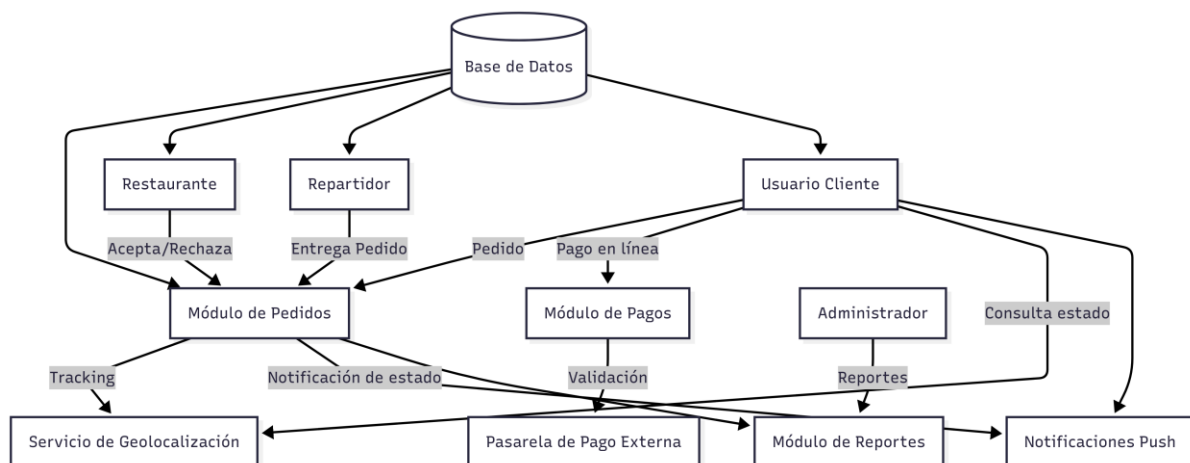 Base de Datos
Restaurante
Repartidor
Usuario Cliente
Acepta/Rechaza
Entrega Pedido
Pedido
Pago en línea
Módulo de Pedidos
Módulo de Pagos
Administrador
Consulta estado
Tracking
Notificación de estado
Validación
Reportes
Servicio de Geolocalización
Pasarela de Pago Externa
Módulo de Reportes
Notificaciones Push